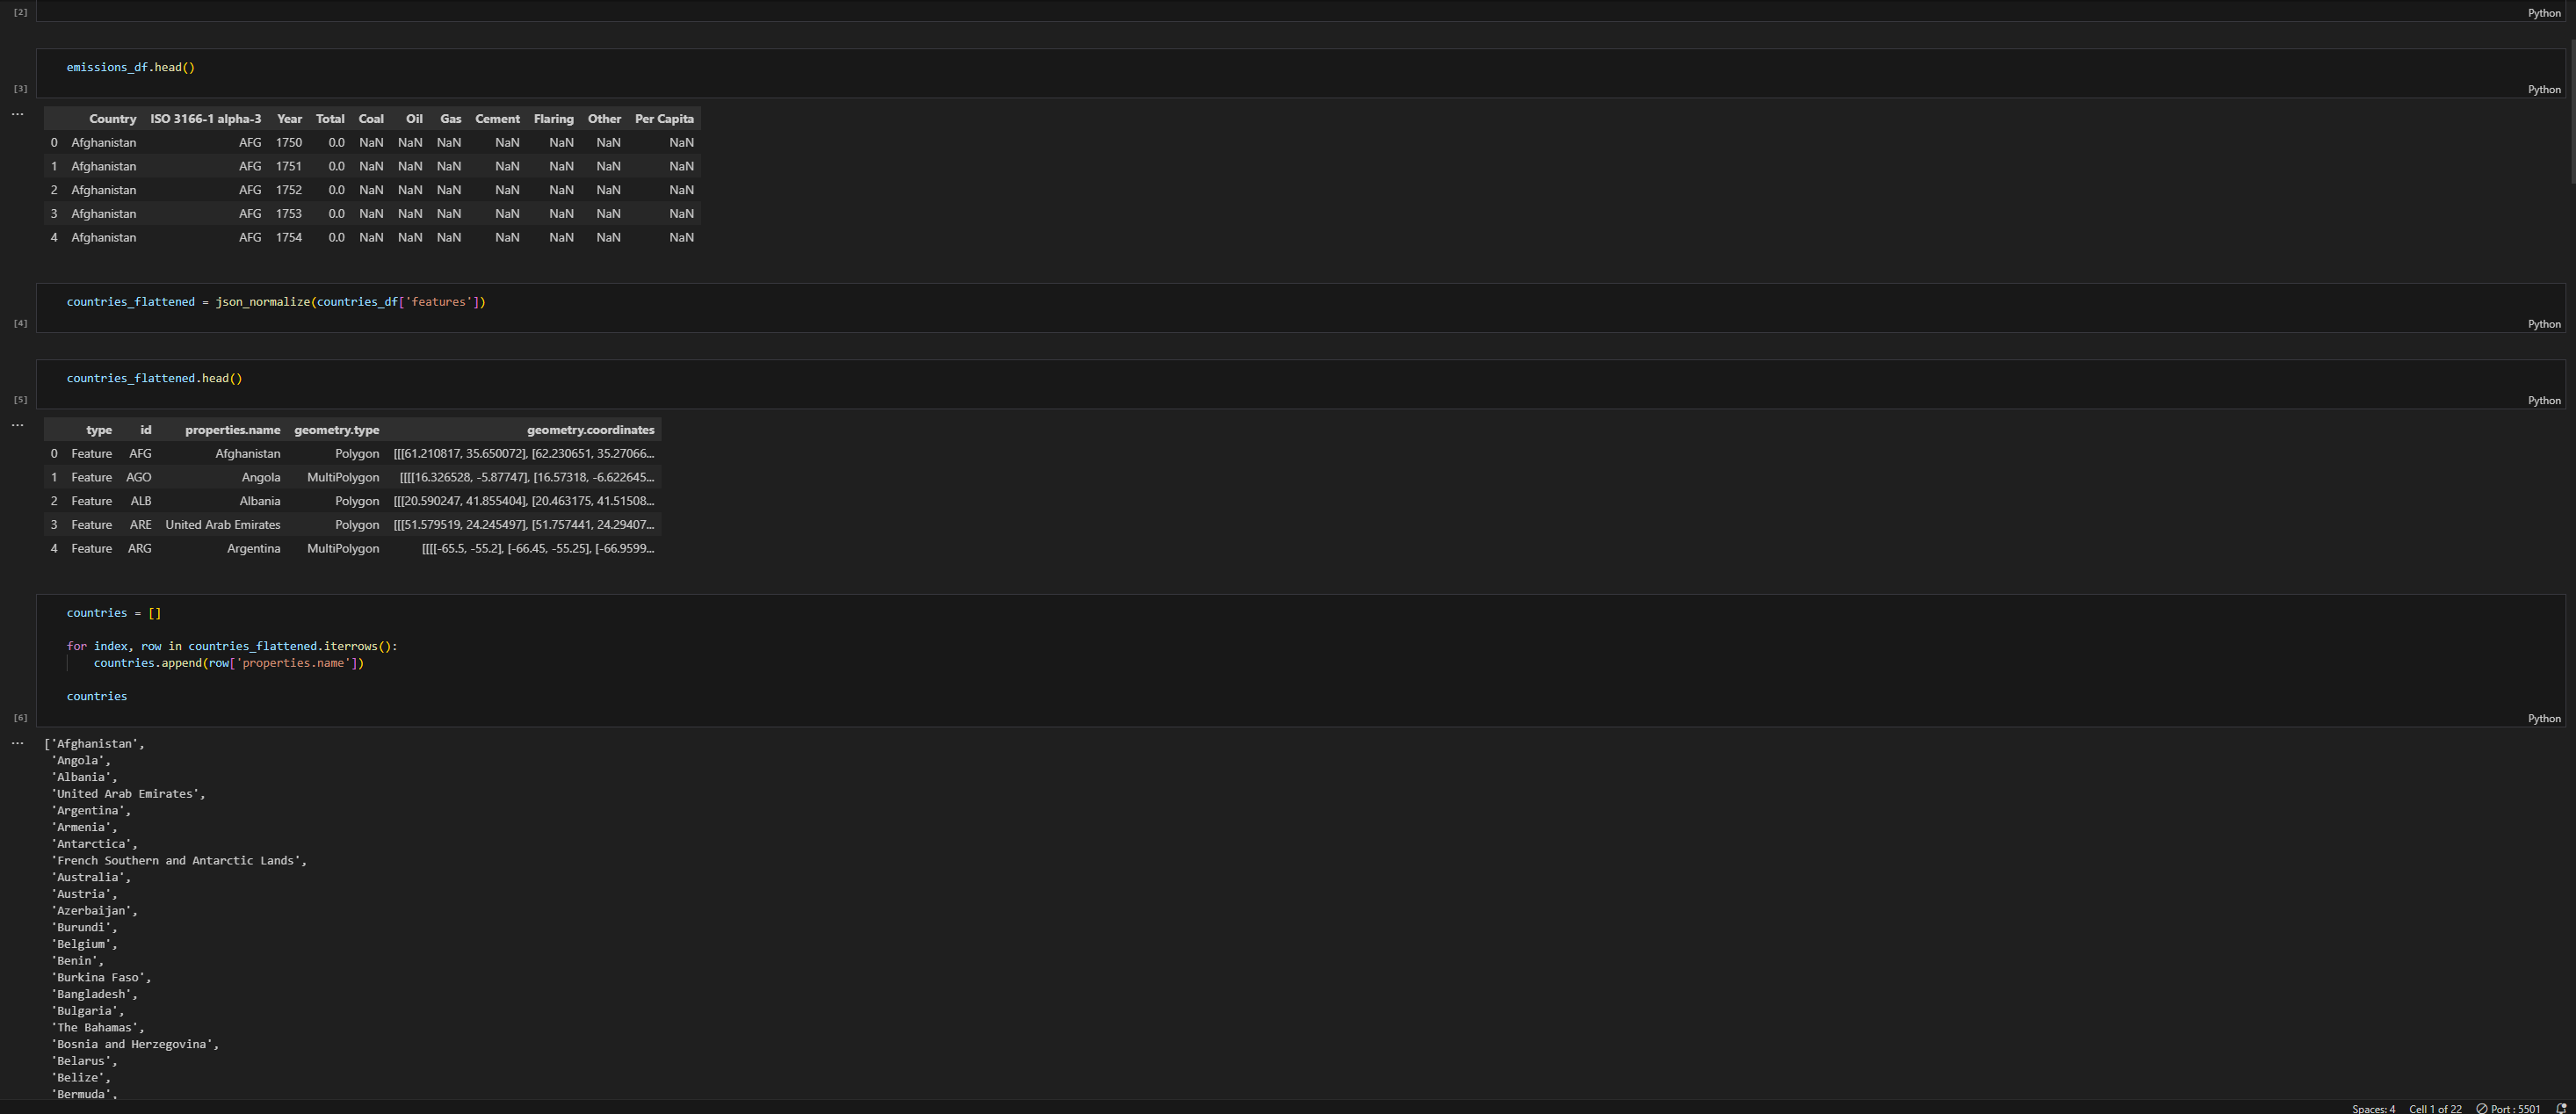 [2]
Python
emissions_df.head()
[3]
Python
...
Country ISO 3166-1 alpha-3 Year Total Coal Oil Gas Cement Flaring Other Per Capita
0 Afghanistan AFG 1750 0.0 NaN NaN NaN NaN NaN NaN NaN
1 Afghanistan AFG 1751 0.0 NaN NaN NaN NaN NaN NaN NaN
2 Afghanistan AFG 1752 0.0 NaN NaN NaN NaN NaN NaN NaN
3 Afghanistan AFG 1753 0.0 NaN NaN NaN NaN NaN NaN NaN
4 Afghanistan AFG 1754 0.0 NaN NaN NaN NaN NaN NaN NaN
countries_flattened = json_normalize(countries_df['features'])
[4]
Python
countries_flattened.head()
[5]
Python
...
type id properties.name geometry.type geometry.coordinates
0 Feature AFG Afghanistan Polygon [[[61.210817, 35.650072], [62.230651, 35.27066...
1 Feature AGO Angola MultiPolygon [[[[16.326528, -5.87747], [16.57318, -6.622645...
2 Feature ALB Albania Polygon [[[20.590247, 41.855404], [20.463175, 41.51508...
3 Feature ARE United Arab Emirates Polygon [[[51.579519, 24.245497], [51.757441, 24.29407...
4 Feature ARG Argentina MultiPolygon [[[[-65.5, -55.2], [-66.45, -55.25], [-66.9599...
countries = []
for index, row in countries_flattened.iterrows():
countries.append(row['properties.name'])
countries
[6]
Python
...
['Afghanistan',
'Angola',
'Albania',
'United Arab Emirates',
'Argentina',
'Armenia',
'Antarctica',
'French Southern and Antarctic Lands',
'Australia',
'Austria',
'Azerbaijan',
'Burundi',
'Belgium',
'Benin',
'Burkina Faso',
'Bangladesh',
'Bulgaria',
'The Bahamas',
'Bosnia and Herzegovina',
'Belarus',
'Belize',
'Bermuda',
Spaces: 4 Cell 1 of 22 Port : 5501